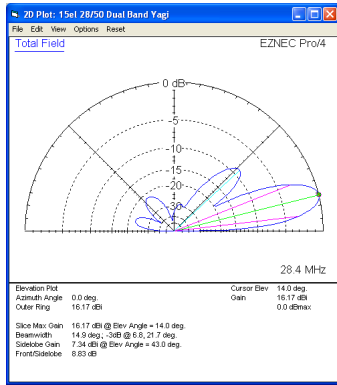 2D Plot: 15el 28/50 Dual Band Yagi
File Edit View Options Reset
Total Field
EZNEC Pro/4
0 dB
-5
-10
-15
-20
-30
28.4 MHz
Elevation Plot
Azimuth Angle 0.0 deg.
Outer Ring 16.17 dBi
Cursor Elev 14.0 deg.
Gain 16.17 dBi
0.0 dBmax
Slice Max Gain 16.17 dBi @ Elev Angle = 14.0 deg.
Beamwidth 14.9 deg.; -3dB @ 6.8, 21.7 deg.
Sidelobe Gain 7.34 dBi @ Elev Angle = 43.0 deg.
Front/Sidelobe 8.83 dB